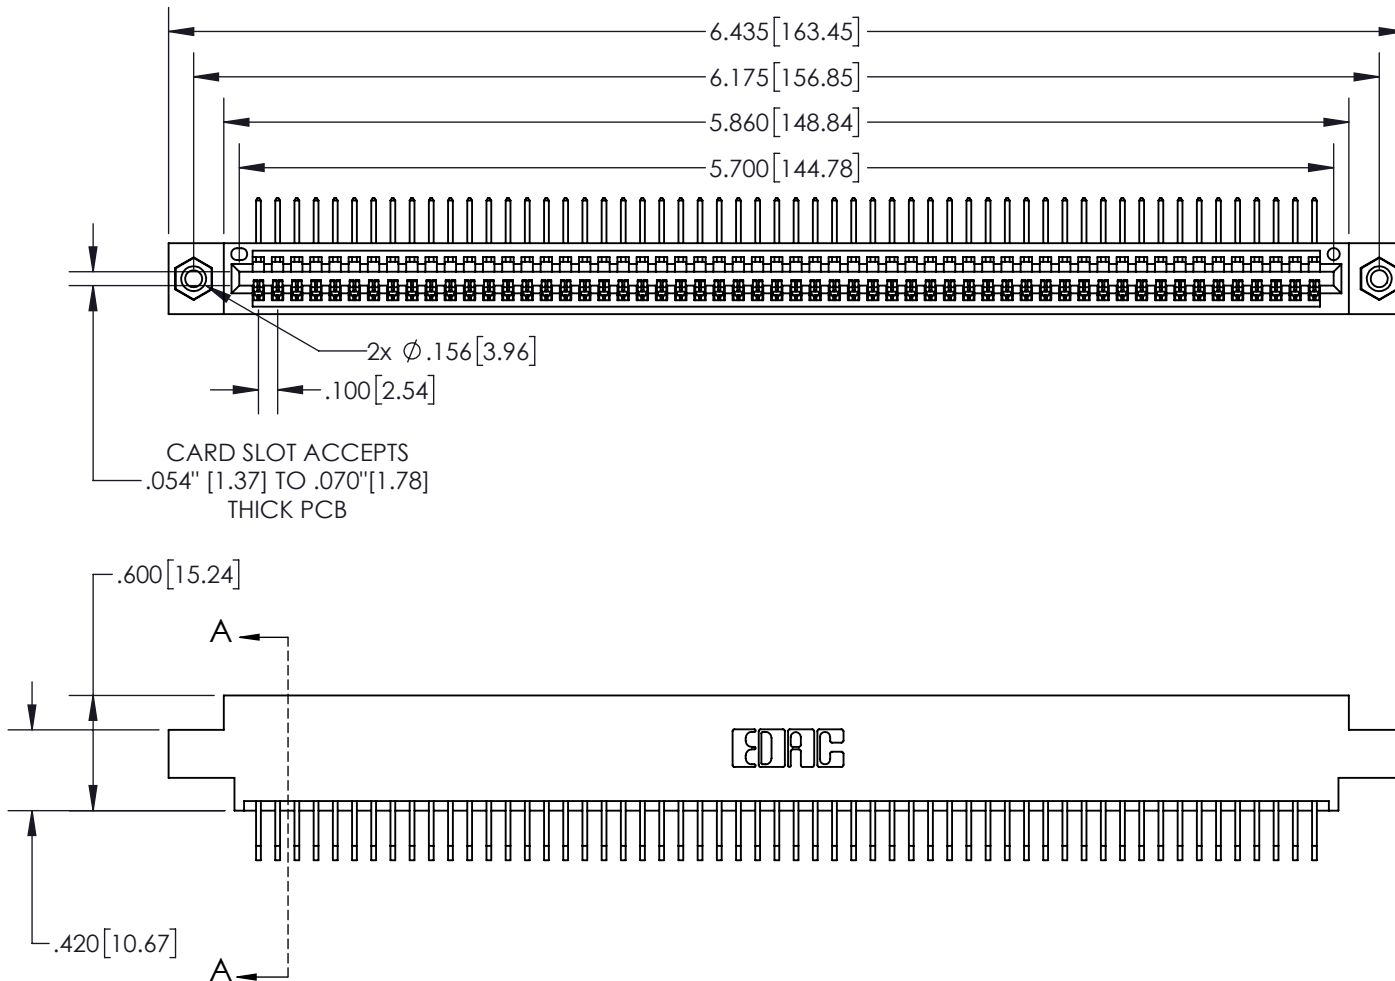 6.435[163.45]
6.175[156.85]
5.860[148.84]
5.700[144.78]
2x Ø.156[3.96]
.100[2.54]
CARD SLOT ACCEPTS
.054" [1.37] TO .070"[1.78]
THICK PCB
.600[15.24]
A
EDAC
.420[10.67]
A